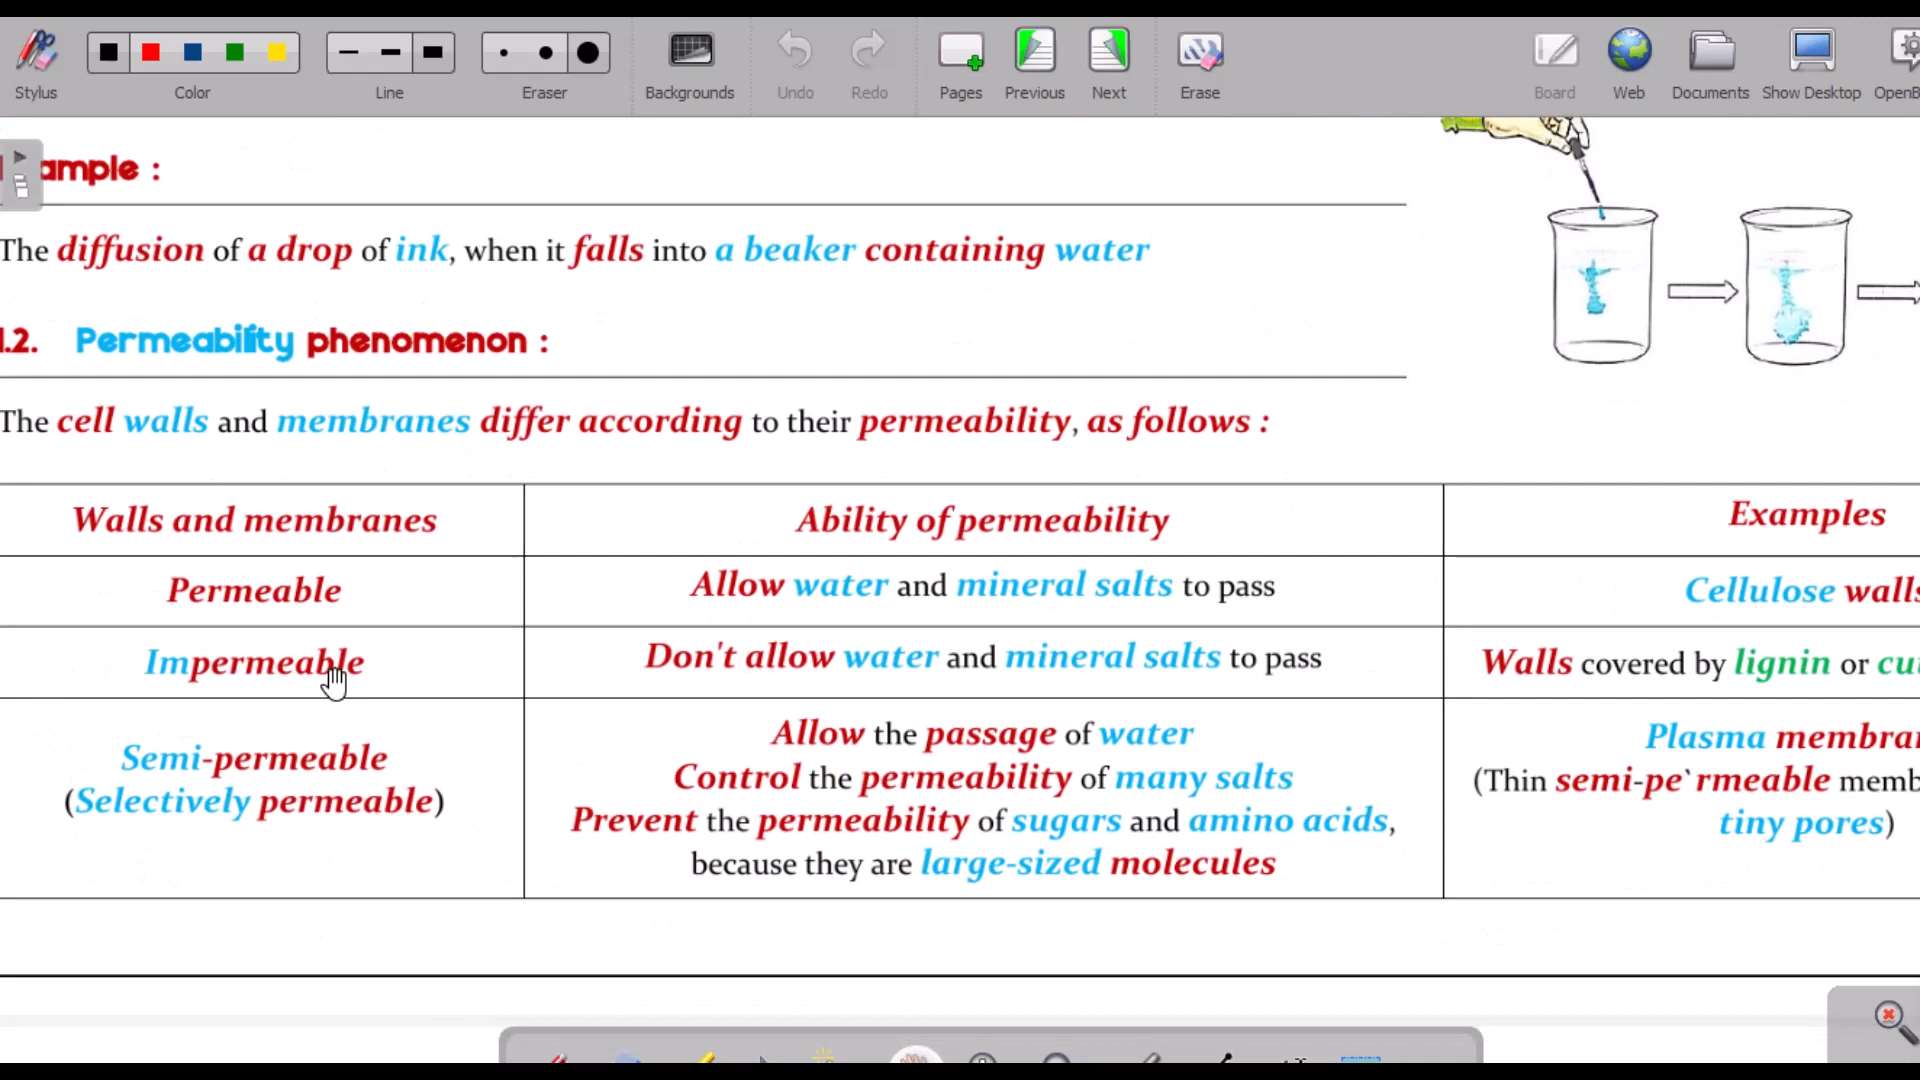 Stylus Color Line Eraser Backgrounds Undo Redo Pages Previous Next Erase Board Web Documents Show Desktop
ample :
The diffusion of a drop of ink, when it falls into a beaker containing water
1.2. Permeability phenomenon :
The cell walls and membranes differ according to their permeability, as follows :
Walls and membranes
Ability of permeability
Examples
Permeable
Allow water and mineral salts to pass
Cellulose walls
Impermeable
Don't allow water and mineral salts to pass
Walls covered by lignin or
Semi-permeable
(Selectively permeable)
Allow the passage of water
Control the permeability of many salts
Prevent the permeability of sugars and amino acids,
because they are large-sized molecules
Plasma
(Thin semi-pe`rmeable
tiny pores)